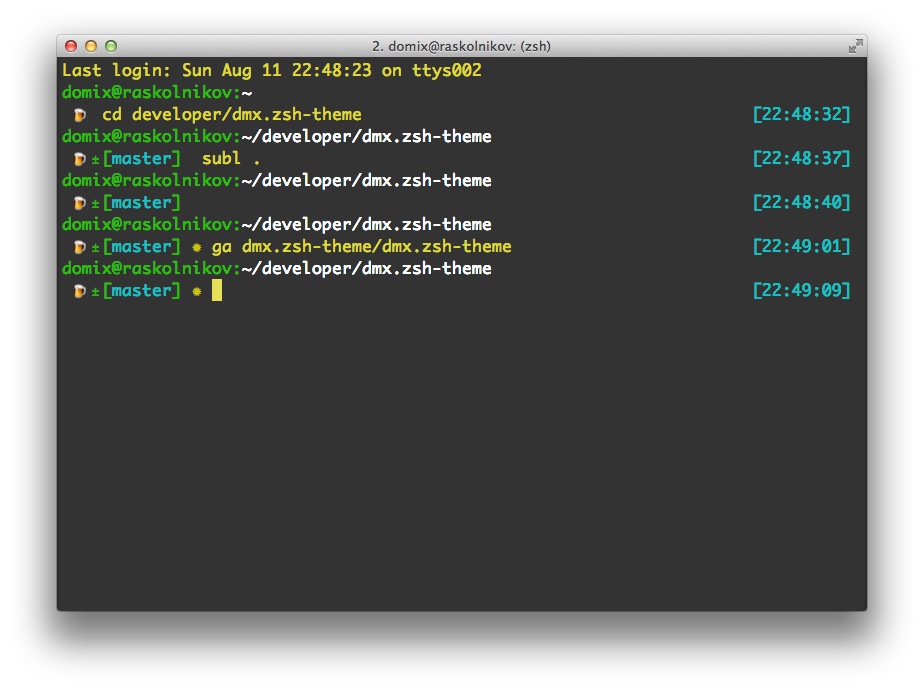 2. domix@raskolnikov: (zsh)
Last login: Sun Aug 11 22:48:23 on ttys002
domix@raskolnikov:~
🍺 cd developer/dmx.zsh-theme [22:48:32]
domix@raskolnikov:~/developer/dmx.zsh-theme
🍺 ±[master] subl . [22:48:37]
domix@raskolnikov:~/developer/dmx.zsh-theme
🍺 ±[master] [22:48:40]
domix@raskolnikov:~/developer/dmx.zsh-theme
🍺 ±[master] ✹ ga dmx.zsh-theme/dmx.zsh-theme [22:49:01]
domix@raskolnikov:~/developer/dmx.zsh-theme
🍺 ±[master] ✹ [22:49:09]